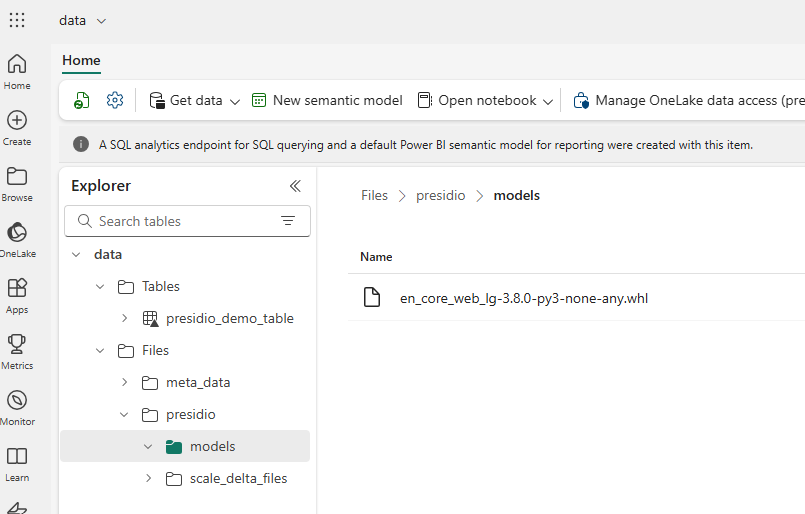 data
Home
Get data
New semantic model
Open notebook
Manage OneLake data access (pre
A SQL analytics endpoint for SQL querying and a default Power BI semantic model for reporting were created with this item.
Home
Create
Browse
OneLake
Apps
Metrics
Monitor
Learn
Explorer
Search tables
data
Tables
presidio_demo_table
Files
meta_data
presidio
models
scale_delta_files
Files > presidio > models
Name
en_core_web_lg-3.8.0-py3-none-any.whl